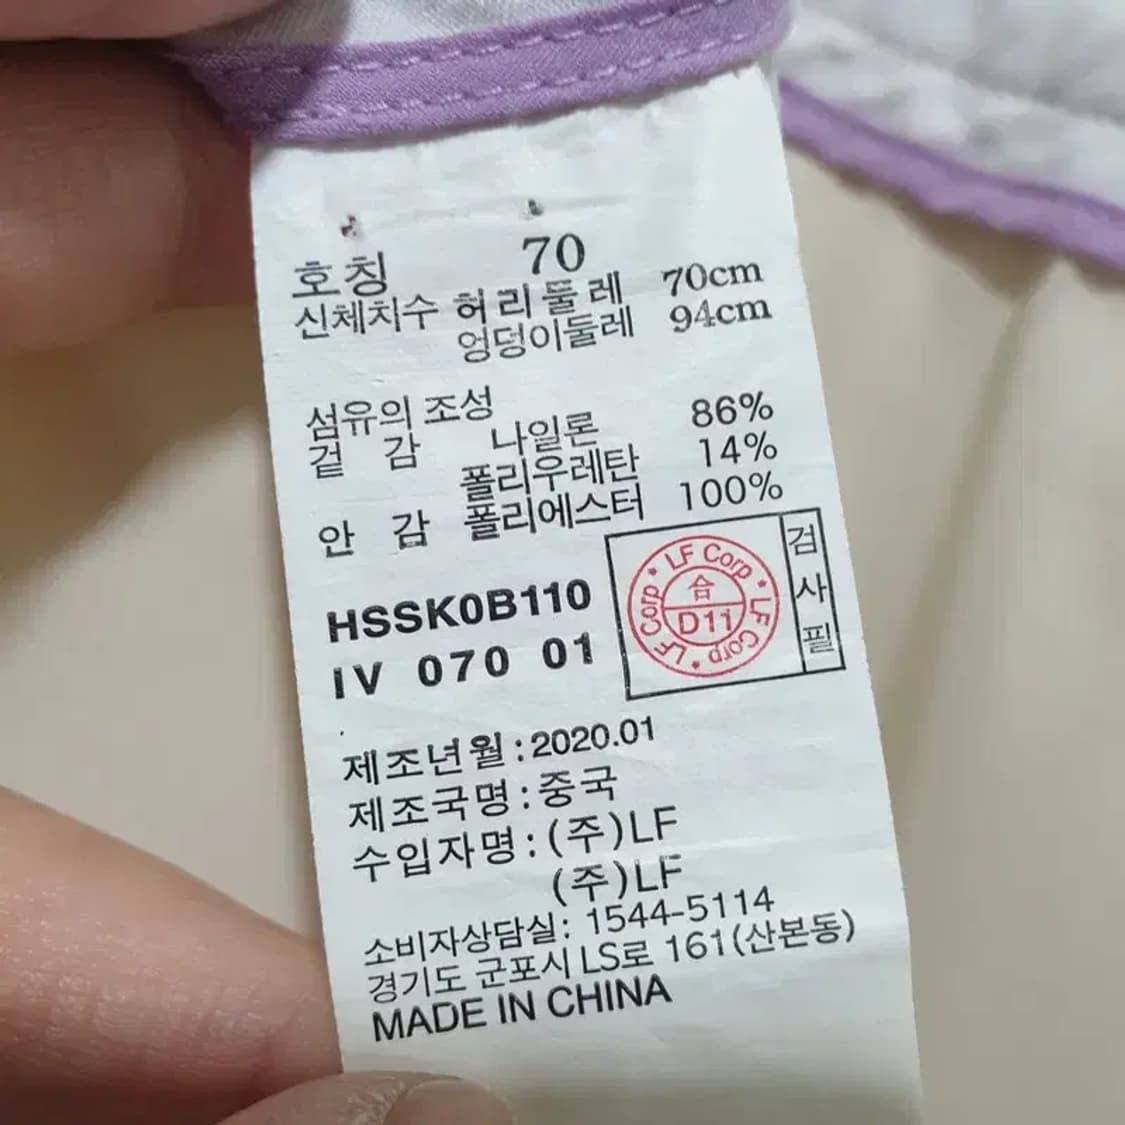 호칭 70
신체치수 허리둘레 70cm
엉덩이둘레 94cm
섬유의 조성
겉 감 나일론 86%
폴리우레탄 14%
안 감 폴리에스터 100%
HSSK0B110
IV 070 01
LF Corp * LF Corp * LF Corp *
合
D11
검사필
제조년월:2020.01
제조국명:중국
수입자명:(주)LF
(주)LF
소비자상담실: 1544-5114
경기도 군포시 LS로 161(산본동)
MADE IN CHINA